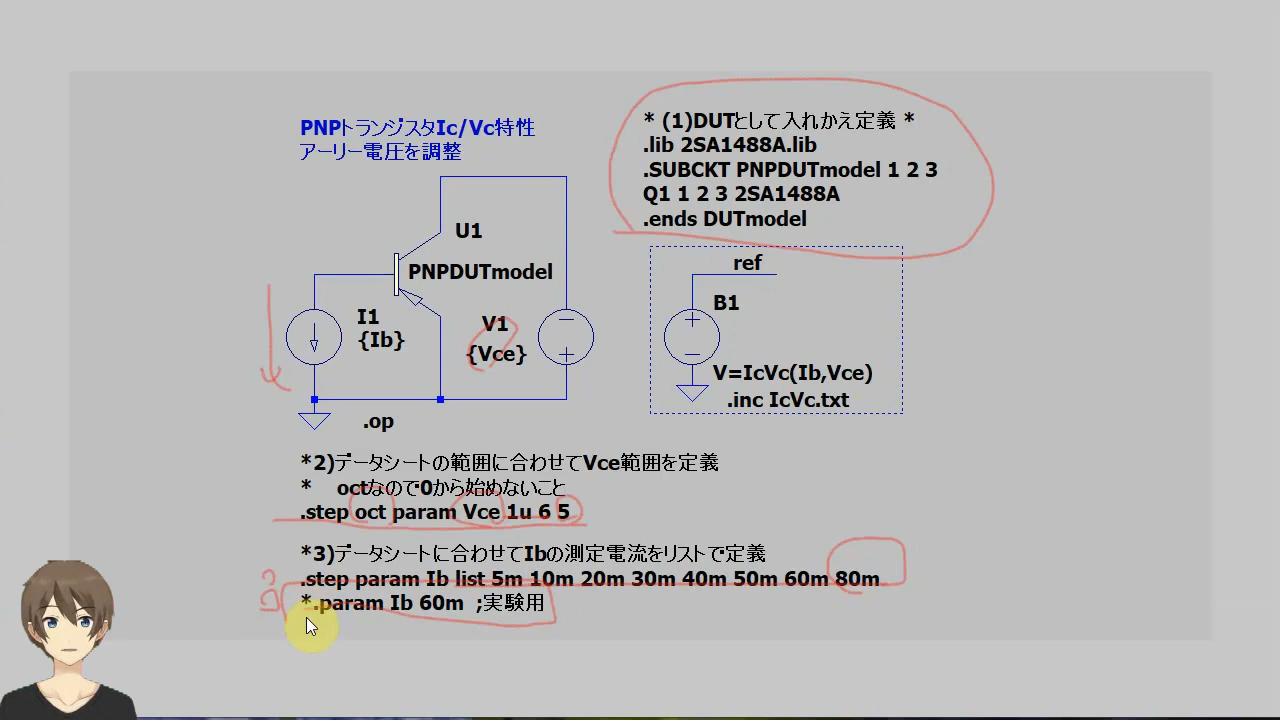 PNPトランジスタIc/Vc特性
アーリー電圧を調整
* (1)DUTとして入れかえ定義 *
.lib 2SA1488A.lib
.SUBCKT PNPDUTmodel 1 2 3
Q1 1 2 3 2SA1488A
.ends DUTmodel
U1
PNPDUTmodel
I1
{Ib}
V1
{Vce}
.op
ref
B1
V=IcVc(Ib,Vce)
.inc IcVc.txt
*2)データシートの範囲に合わせてVce範囲を定義
* octなので0から始めないこと
.step oct param Vce 1u 6 5
*3)データシートに合わせてIbの測定電流をリストで定義
.step param Ib list 5m 10m 20m 30m 40m 50m 60m 80m
*.param Ib 60m ;実験用